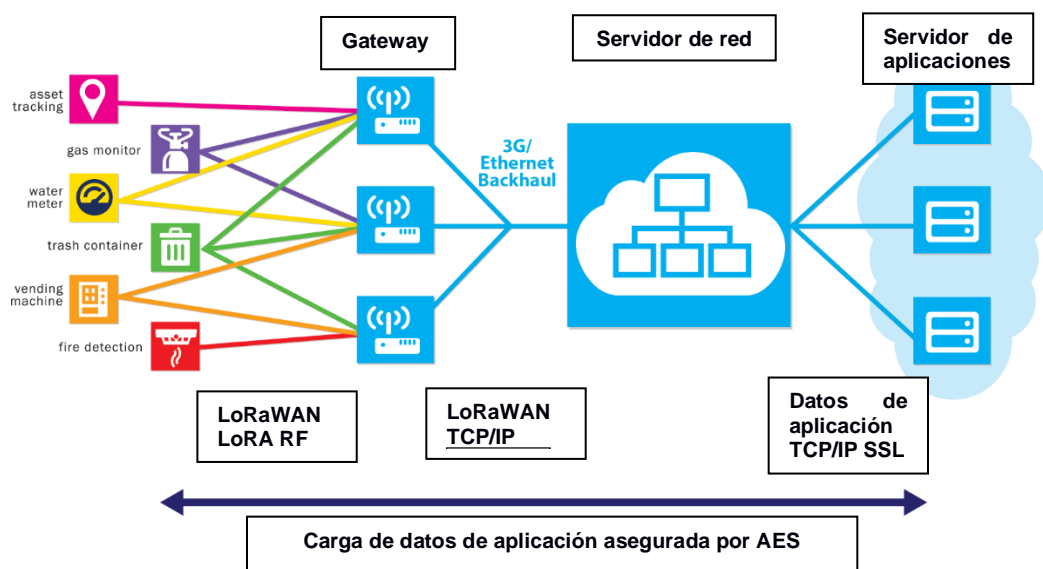 Gateway
Servidor de red
Servidor de
aplicaciones
asset
tracking
gas monitor
water
meter
trash container
vending
machine
fire detection
3G/
Ethernet
Backhaul
LoRaWAN
LoRA RF
LoRaWAN
TCP/IP
Datos de
aplicación
TCP/IP SSL
Carga de datos de aplicación asegurada por AES